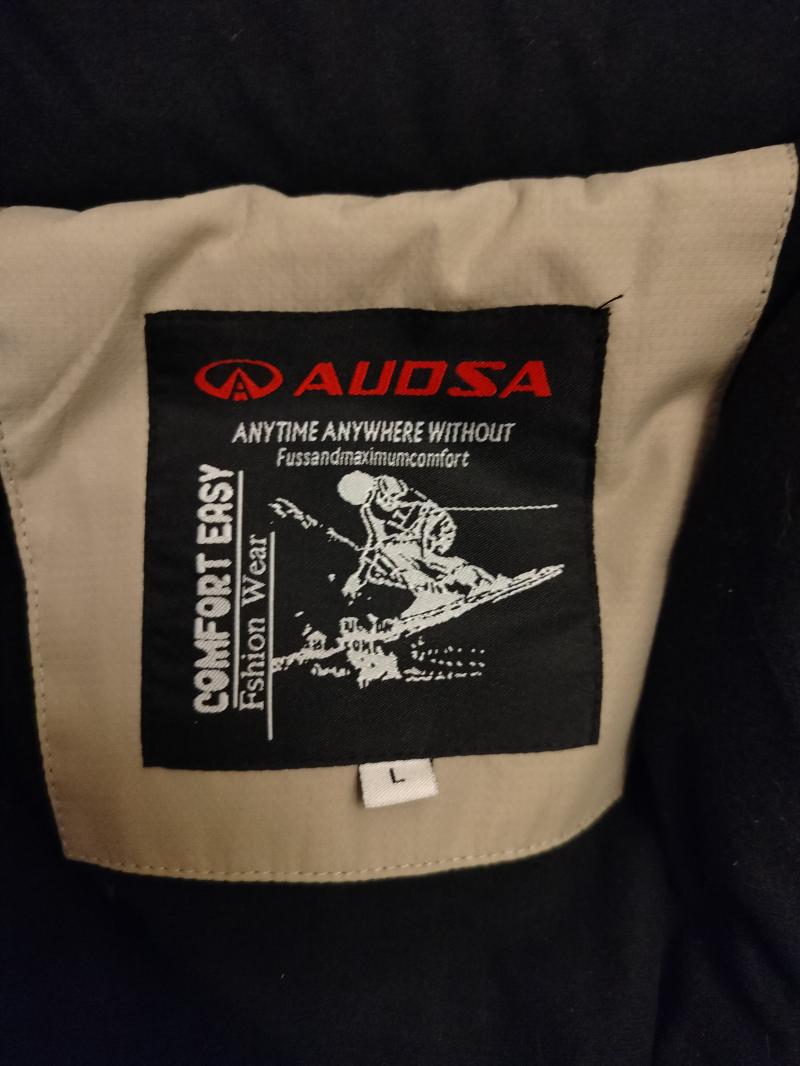 AUDSA
ANYTIME ANYWHERE WITHOUT
Fussandmaximumcomfort
COMFORT EASY
Fshion Wear
L